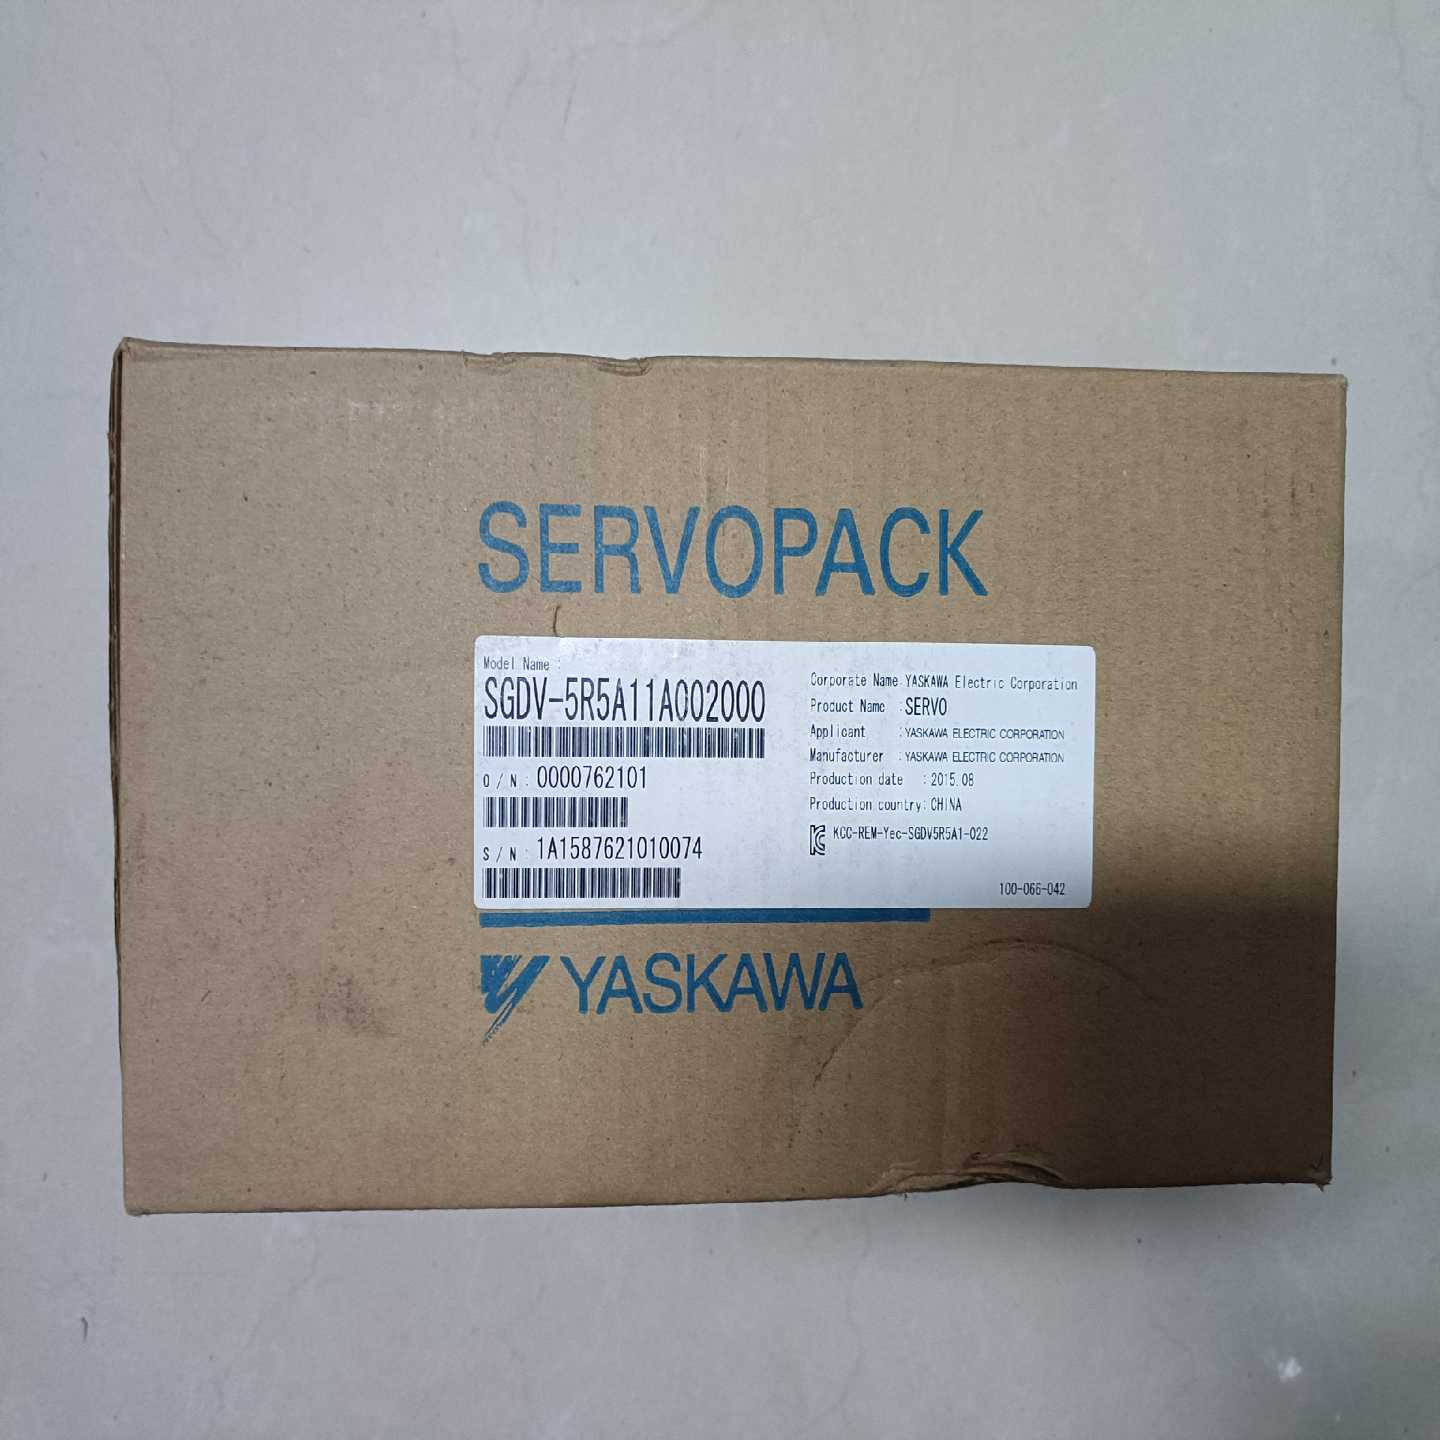 SERVOPACK
Model Name :
SGDV-5R5A11A002000
O/N: 0000762101
S/N: 1A1587621010074
Corporate Name: YASKAWA Electric Corporation
Product Name : SERVO
Applicant : YASKAWA ELECTRIC CORPORATION
Manufacturer : YASKAWA ELECTRIC CORPORATION
Production date : 2015.08
Production country: CHINA
KCC-REM-Yec-SGDV5R5A1-022
100-066-042
YASKAWA